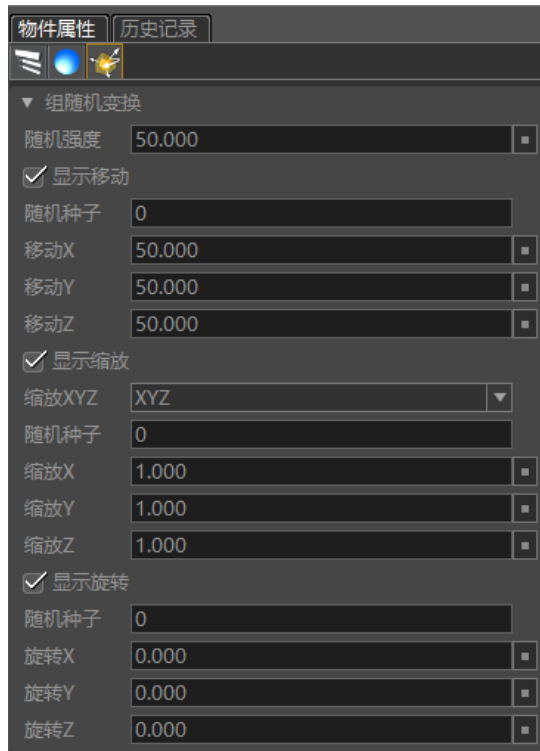 物件属性 历史记录
组随机变换
随机强度 50.000
显示移动
随机种子 0
移动X 50.000
移动Y 50.000
移动Z 50.000
显示缩放
缩放XYZ XYZ
随机种子 0
缩放X 1.000
缩放Y 1.000
缩放Z 1.000
显示旋转
随机种子 0
旋转X 0.000
旋转Y 0.000
旋转Z 0.000